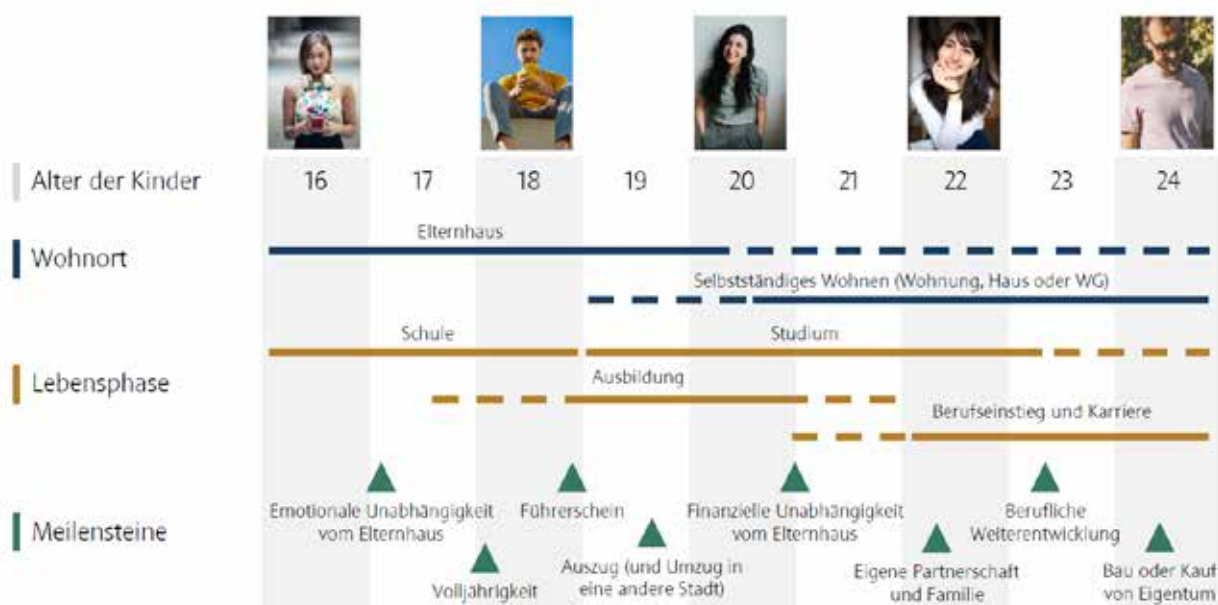 Alter der Kinder 16 17 18 19 20 21 22 23 24
Elternhaus
Wohnort
Selbstständiges Wohnen (Wohnung, Haus oder WG)
Schule Studium
Ausbildung
Lebensphase
Berufseinstieg und Karriere
Emotionale Unabhängigkeit
vom Elternhaus
Führerschein
Finanzielle Unabhängigkeit
vom Elternhaus
Berufliche
Weiterentwicklung
Meilensteine
Volljährigkeit
Auszug (und Umzug in
eine andere Stadt)
Eigene Partnerschaft
und Familie
Bau oder Kauf
von Eigentum